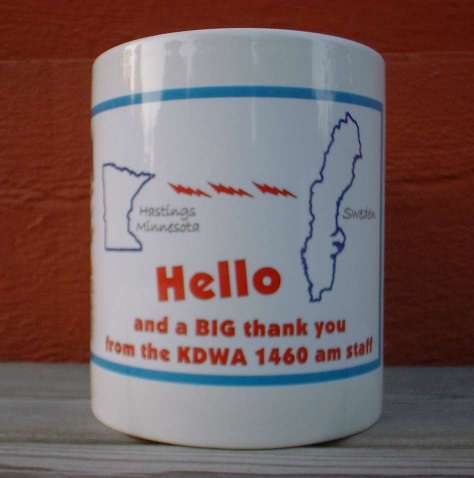 Hastings
Minnesota
Sweden
Hello
and a BIG thank you
from the KDWA 1460 am staff